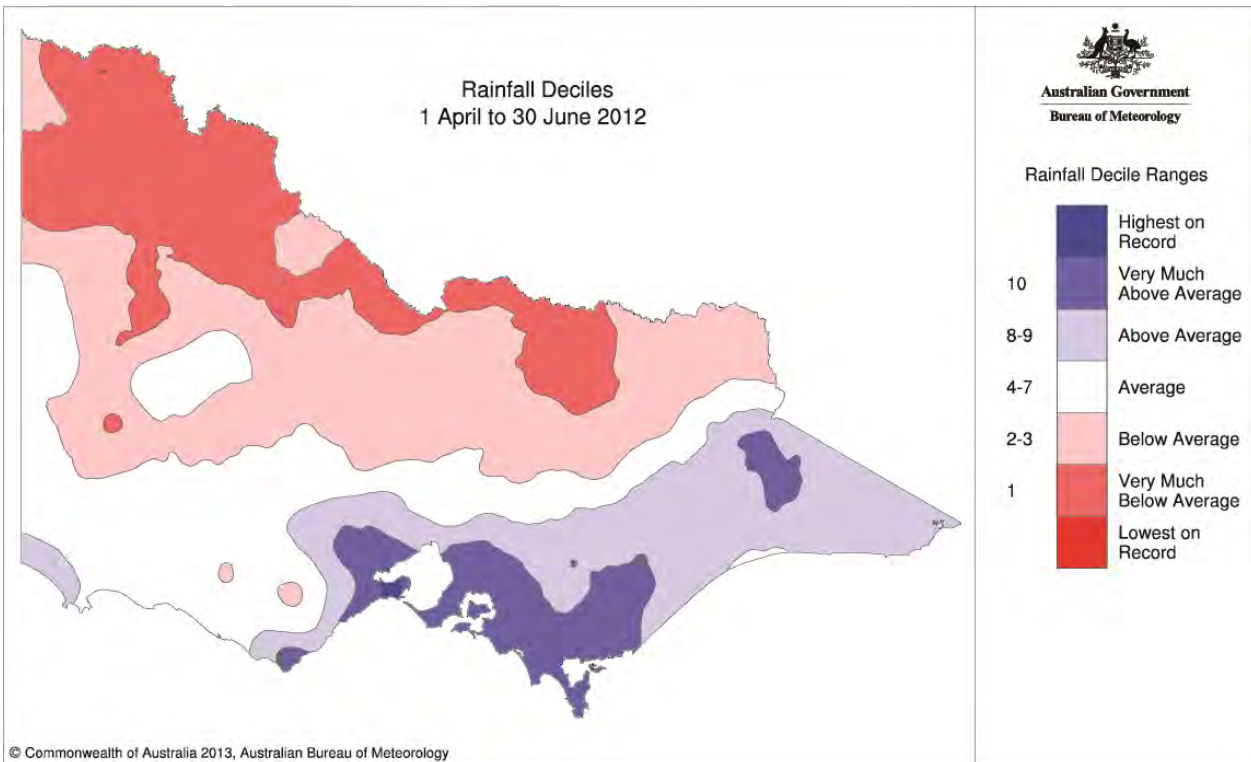 Rainfall Deciles
1 April to 30 June 2012
Australian Government
Bureau of Meteorology
Rainfall Decile Ranges
Highest on
Record
10
Very Much
Above Average
8-9
Above Average
4-7
Average
2-3
Below Average
1
Very Much
Below Average
Lowest on
Record
© Commonwealth of Australia 2013, Australian Bureau of Meteorology